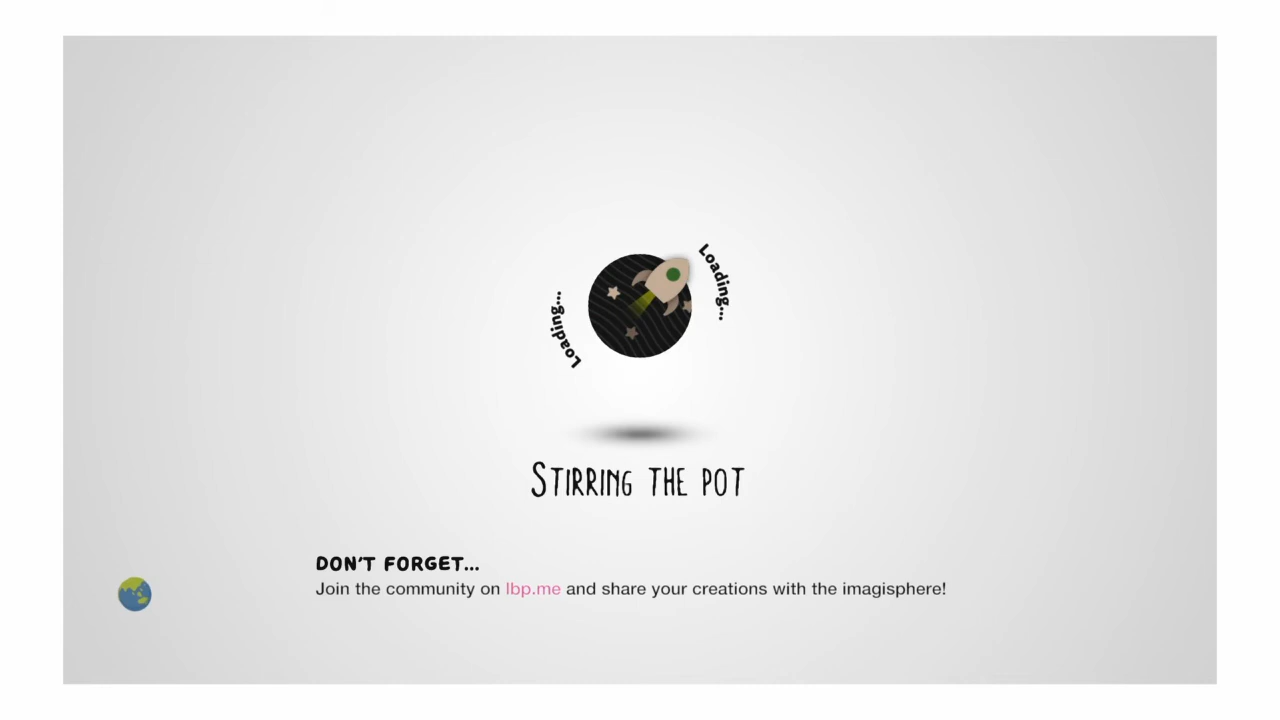 Loading...
Loading...
STIRRING THE POT
DON'T FORGET...
Join the community on lbp.me and share your creations with the imagisphere!